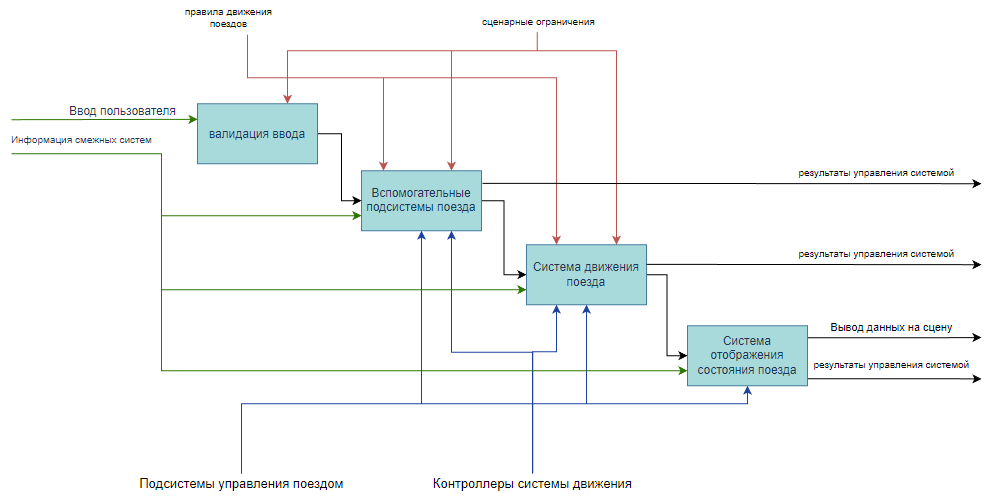 правила движения
поездов
сценарные ограничения
Ввод пользователя
валидация ввода
Информация смежных систем
результаты управления системой
Вспомогательные
подсистемы поезда
результаты управления системой
Система движения
поезда
Вывод данных на сцену
Система
отображения
состояния поезда
результаты управления системой
Подсистемы управления поездом
Контроллеры системы движения